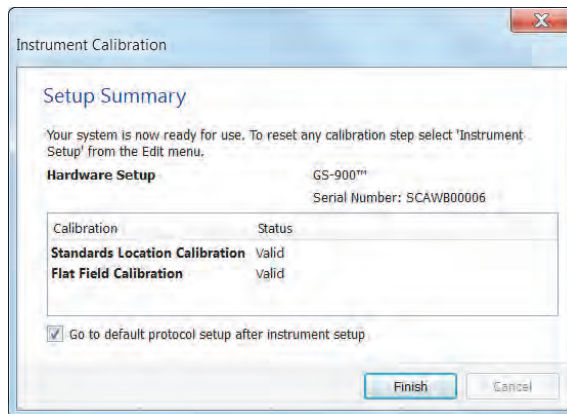 Instrument Calibration
Setup Summary
Your system is now ready for use. To reset any calibration step select 'Instrument
Setup' from the Edit menu.
Hardware Setup GS-900™
Serial Number: SCAWB00006
Calibration Status
Standards Location Calibration Valid
Flat Field Calibration Valid
Go to default protocol setup after instrument setup
Finish Cancel